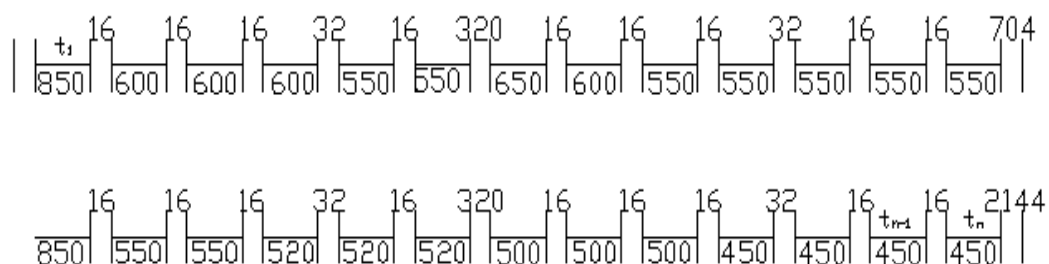 16 16 16 32 16 320 16 16 16 32 16 16 704
t₁
850 600 600 600 550 550 650 600 550 550 550 550 550
16 16 16 32 16 320 16 16 16 32 16 16 2144
tₙ₋₁ tₙ
850 550 550 520 520 520 500 500 500 450 450 450 450